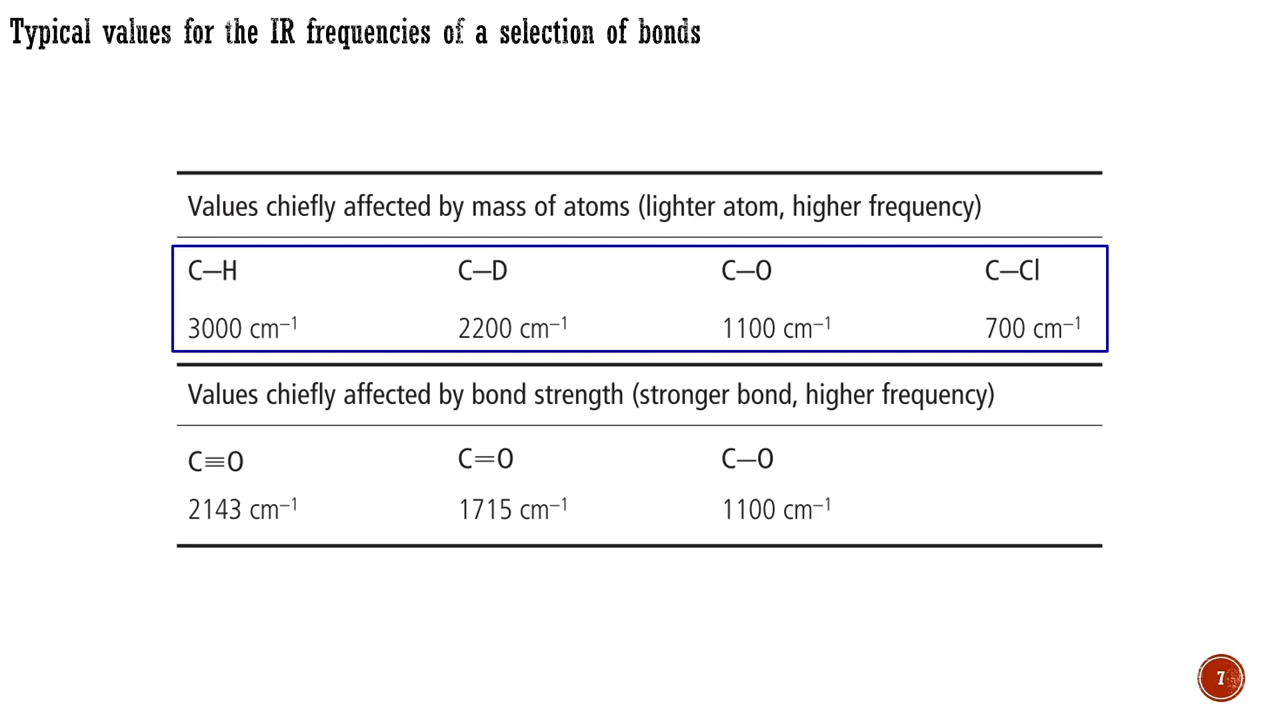 Typical values for the IR frequencies of a selection of bonds
Values chiefly affected by mass of atoms (lighter atom, higher frequency)
C—H C—D C—O C—Cl
3000 cm⁻¹ 2200 cm⁻¹ 1100 cm⁻¹ 700 cm⁻¹
Values chiefly affected by bond strength (stronger bond, higher frequency)
C≡O C=O C—O
2143 cm⁻¹ 1715 cm⁻¹ 1100 cm⁻¹
7